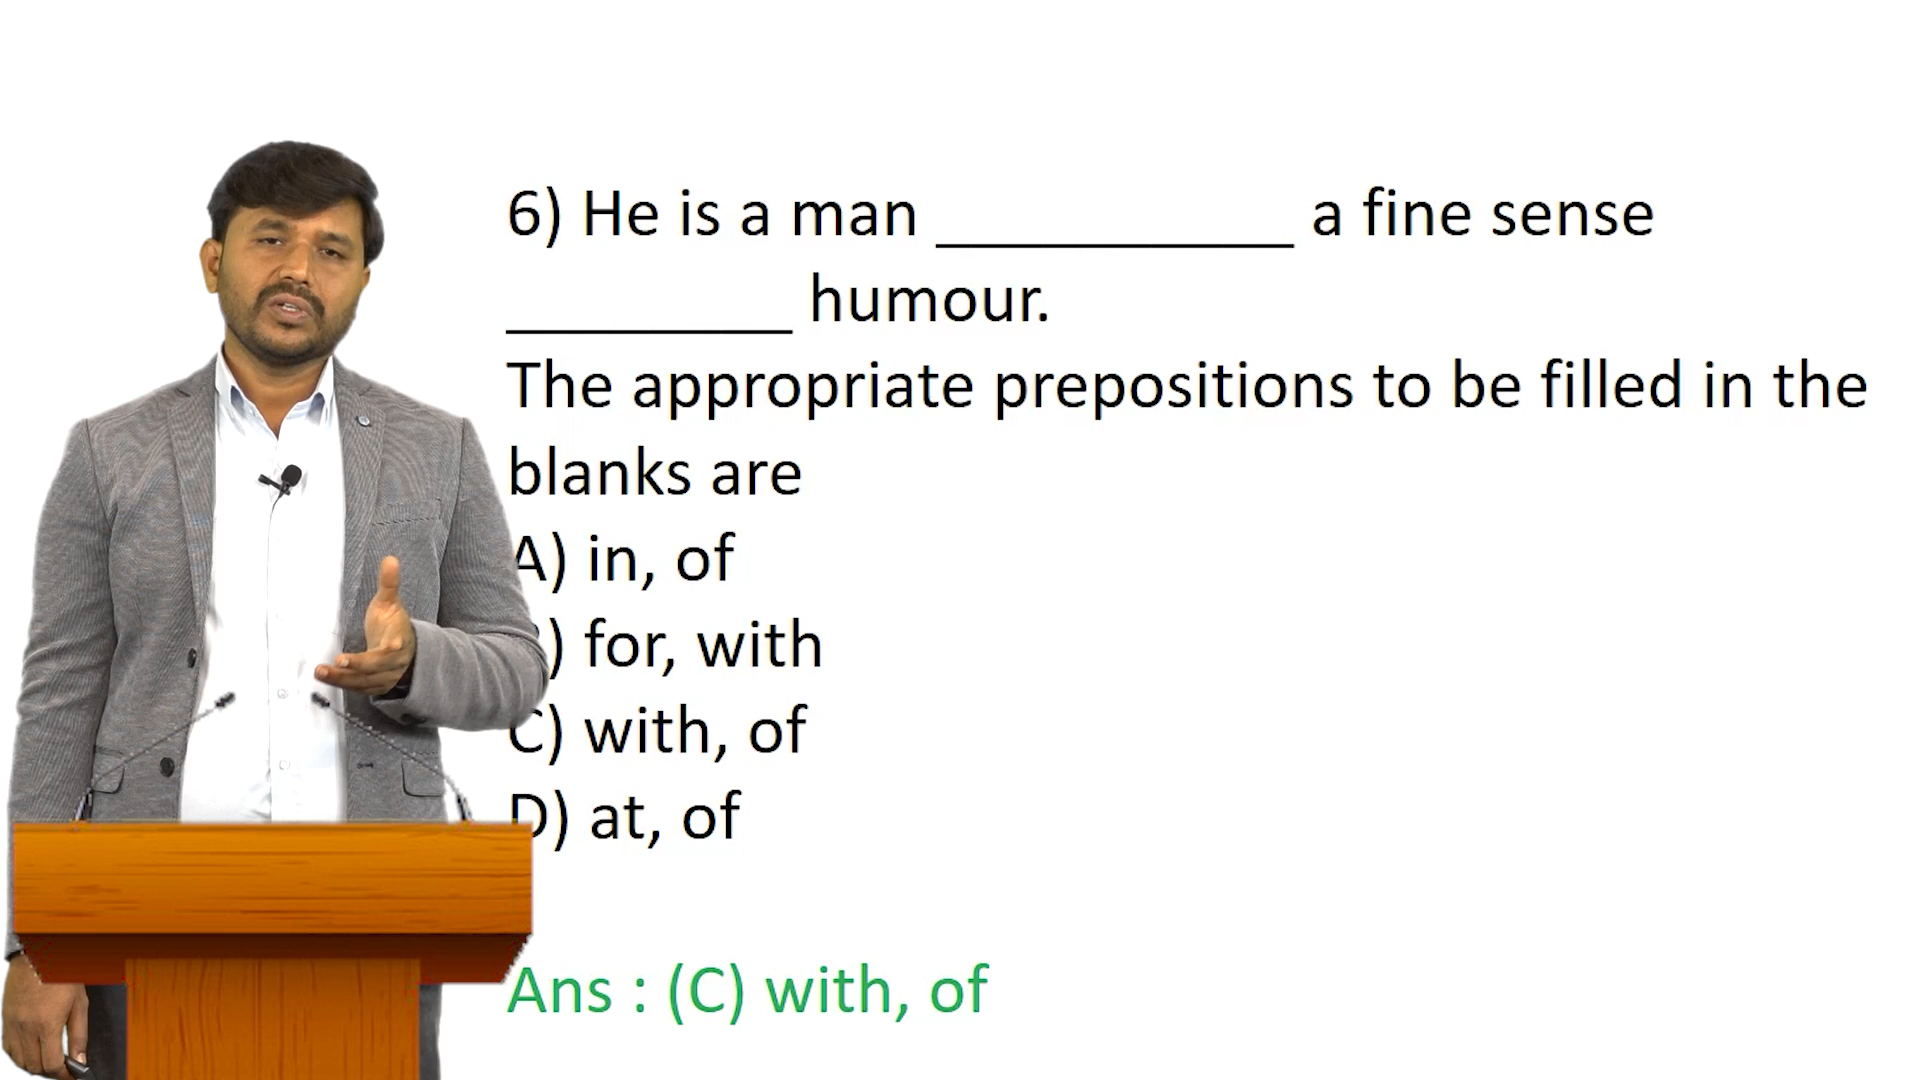 6) He is a man ___________ a fine sense
_________ humour.
The appropriate prepositions to be filled in the
blanks are
A) in, of
) for, with
C) with, of
D) at, of
Ans : (C) with, of